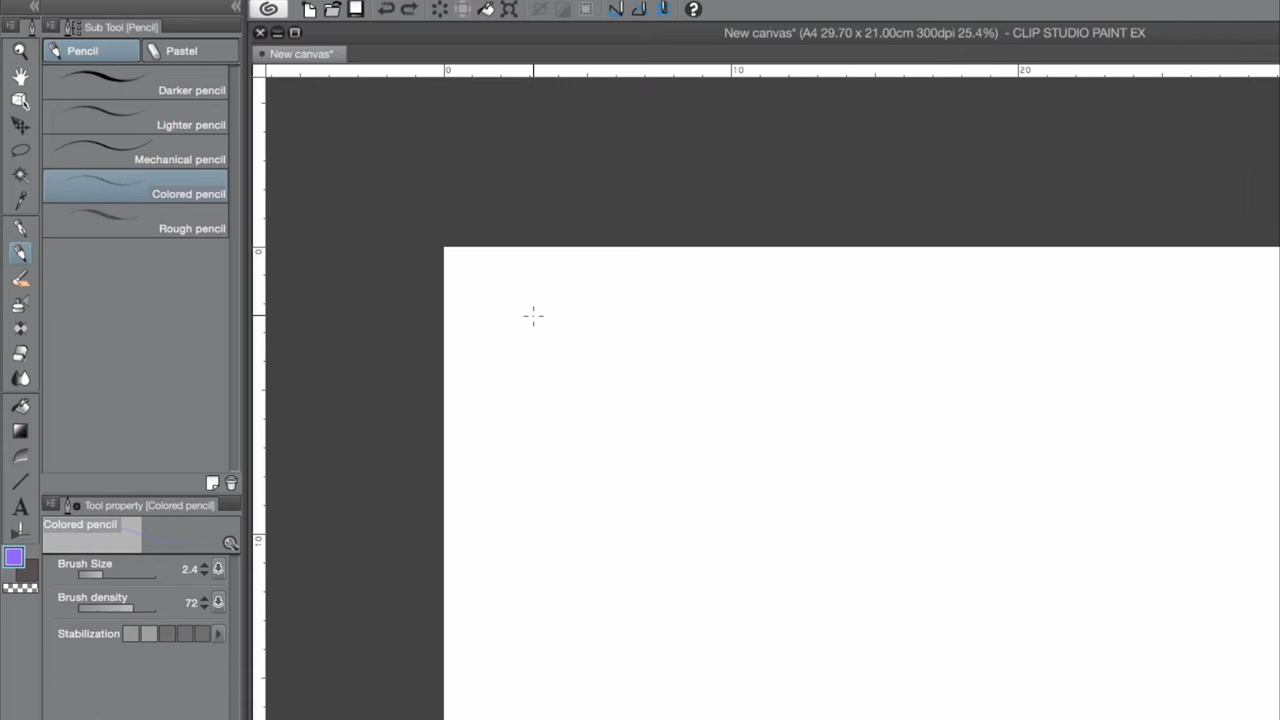 Sub Tool [Pencil]
New canvas* (A4 29.70 x 21.00cm 300dpi 25.4%)  - CLIP STUDIO PAINT EX
Pencil
Pastel
New canvas*
0
10
20
Darker pencil
Lighter pencil
Mechanical pencil
Colored pencil
Rough pencil
0
10
Tool property [Colored pencil]
Colored pencil
Brush Size
2.4
Brush density
72
Stabilization